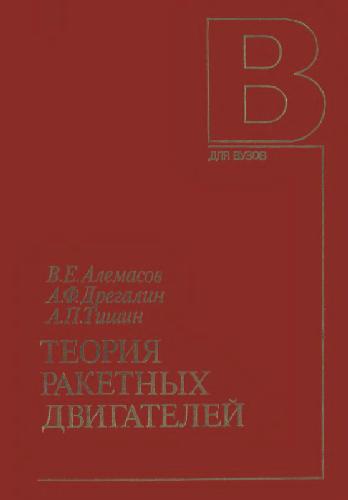 В
ДЛЯ ВУЗОВ
В.Е.Алемасов
А.Ф.Дрегалин
А.П.Тишин
ТЕОРИЯ
РАКЕТНЫХ
ДВИГАТЕЛЕЙ